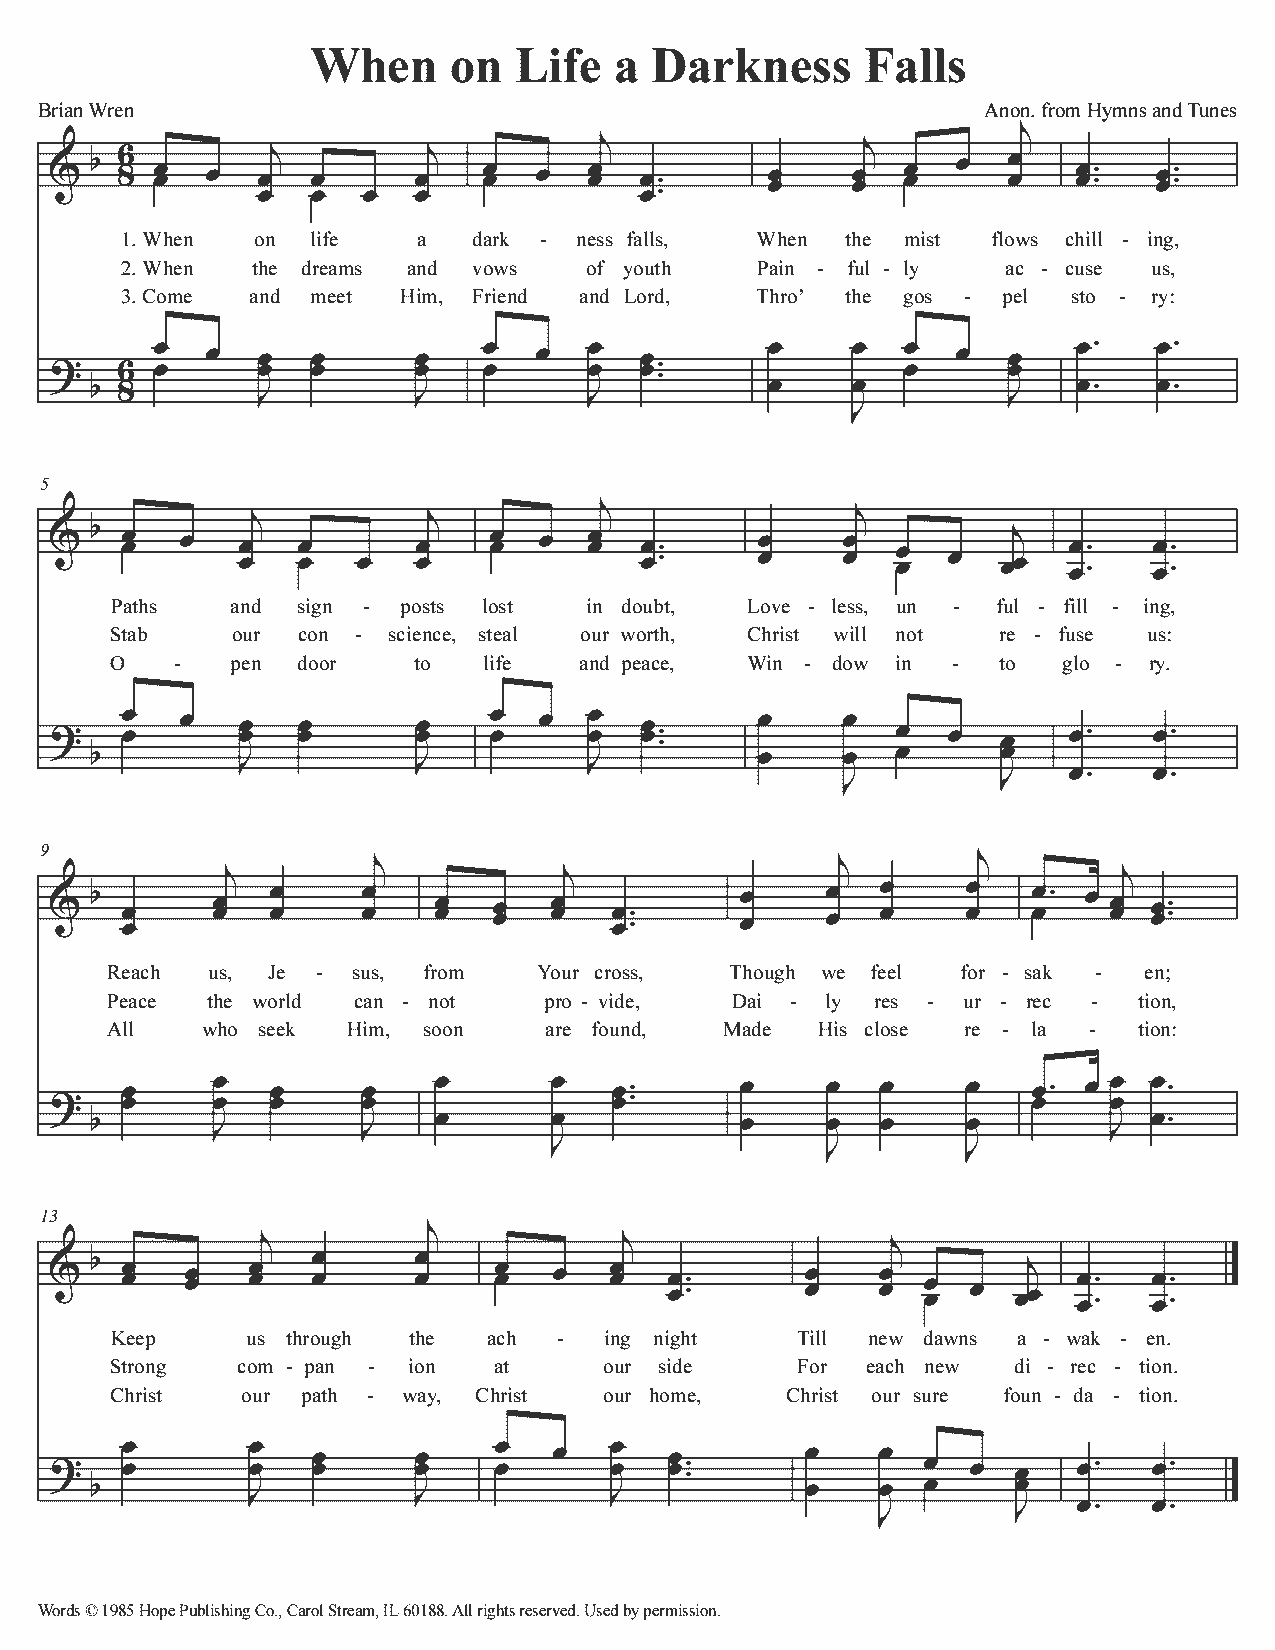 When on Life a Darkness Falls
Brian Wren
Anon. from Hymns and Tunes
6
8
1. When on life a dark - ness falls, When the mist flows chill - ing,
2. When the dreams and vows of youth Pain - ful - ly ac - cuse us,
3. Come and meet Him, Friend and Lord, Thro’ the gos - pel sto - ry:
6
8
5
Paths and sign - posts lost in doubt, Love - less, un - ful - fill - ing,
Stab our con - science, steal our worth, Christ will not re - fuse us:
O - pen door to life and peace, Win - dow in - to glo - ry.
9
Reach us, Je - sus, from Your cross, Though we feel for - sak - en;
Peace the world can - not pro - vide, Dai - ly res - ur - rec - tion,
All who seek Him, soon are found, Made His close re - la - tion:
13
Keep us through the ach - ing night Till new dawns a - wak - en.
Strong com - pan - ion at our side For each new di - rec - tion.
Christ our path - way, Christ our home, Christ our sure foun - da - tion.
Words © 1985 Hope Publishing Co., Carol Stream, IL 60188. All rights reserved. Used by permission.